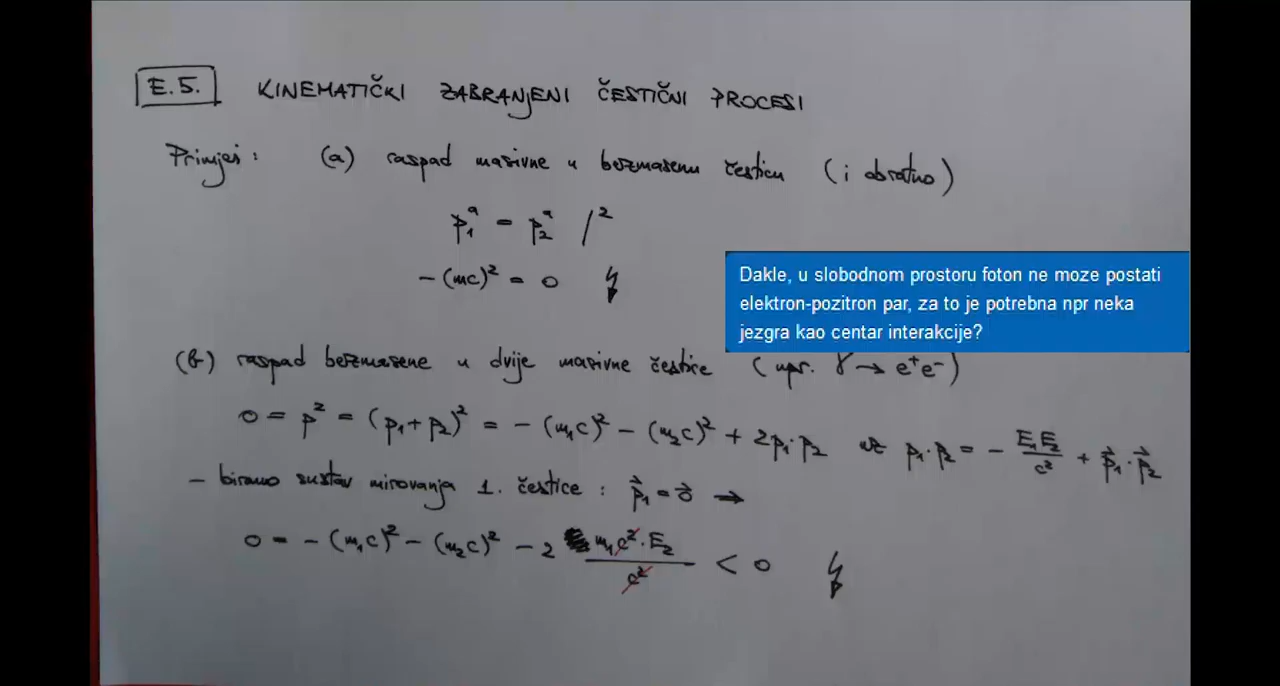 E.5. KINEMATIČKI ZABRANJENI ČESTIČNI PROCESI
Primjeri: (a) raspad masivne u bezmasenu česticu (i obratno)
p₁ᵃ = p₂ᵃ /²
-(mc)² = 0 ↯
Dakle, u slobodnom prostoru foton ne moze postati
elektron-pozitron par, za to je potrebna npr neka
jezgra kao centar interakcije?
(b) raspad bezmasene u dvije masivne čestice (npr. γ → e⁺e⁻)
0 = p² = (p₁+p₂)² = -(m₁c)² - (m₂c)² + 2p₁·p₂ uz p₁·p₂ = - E₁E₂/c² + p⃗₁·p⃗₂
- biramo sustav mirovanja 1. čestice: p⃗₁ = 0⃗ →
0 = -(m₁c)² - (m₂c)² - 2 m₁c²·E₂/c² < 0 ↯